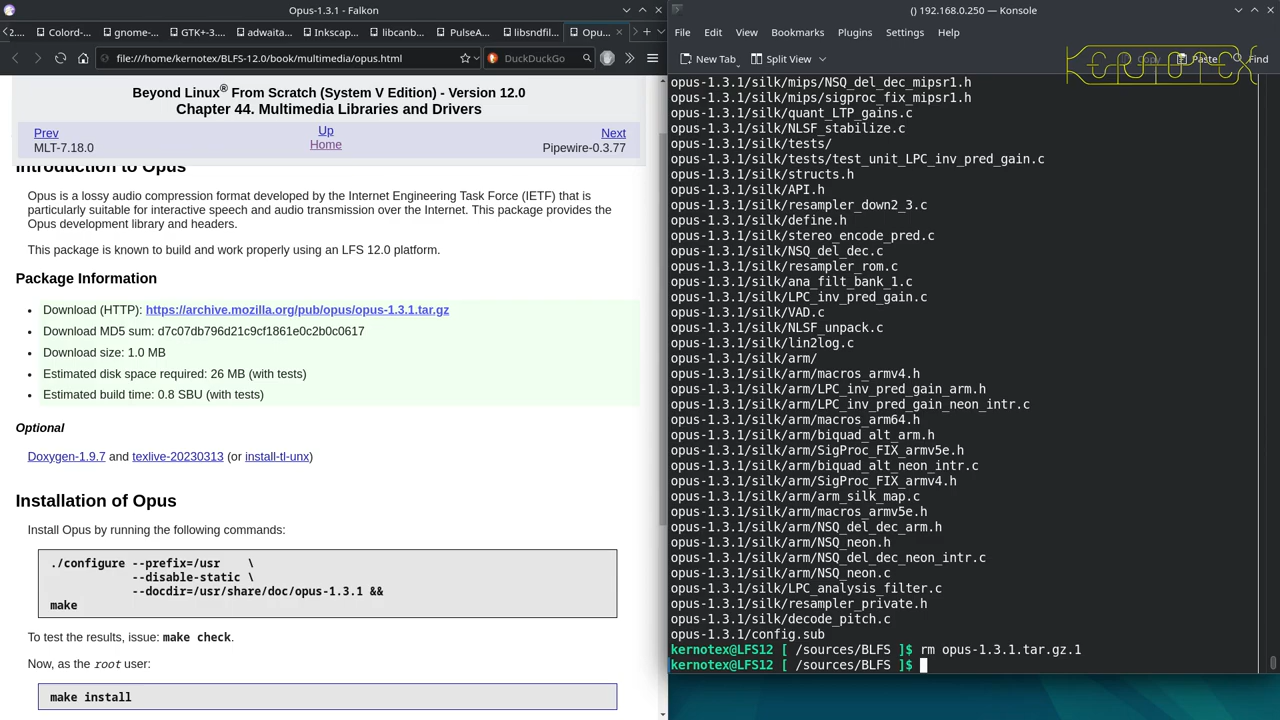 Opus-1.3.1 - Falkon
2....
Colord-...
gnome-...
GTK+-3....
adwaita...
Inkscap...
libcanb...
PulseA...
libsndfil...
Opu...
file:///home/kernotex/BLFS-12.0/book/multimedia/opus.html
DuckDuckGo
Beyond Linux® From Scratch (System V Edition) - Version 12.0
Chapter 44. Multimedia Libraries and Drivers
Prev
Up
Next
MLT-7.18.0
Home
Pipewire-0.3.77
Introduction to Opus
Opus is a lossy audio compression format developed by the Internet Engineering Task Force (IETF) that is
particularly suitable for interactive speech and audio transmission over the Internet. This package provides the
Opus development library and headers.
This package is known to build and work properly using an LFS 12.0 platform.
Package Information
• Download (HTTP): https://archive.mozilla.org/pub/opus/opus-1.3.1.tar.gz
• Download MD5 sum: d7c07db796d21c9cf1861e0c2b0c0617
• Download size: 1.0 MB
• Estimated disk space required: 26 MB (with tests)
• Estimated build time: 0.8 SBU (with tests)
Optional
Doxygen-1.9.7 and texlive-20230313 (or install-tl-unx)
Installation of Opus
Install Opus by running the following commands:
./configure --prefix=/usr \
--disable-static \
--docdir=/usr/share/doc/opus-1.3.1 &&
make
To test the results, issue: make check.
Now, as the root user:
make install
() 192.168.0.250 — Konsole
File Edit View Bookmarks Plugins Settings Help
New Tab Split View Copy Paste Find
kernotex
opus-1.3.1/silk/mips/NSQ_del_dec_mipsr1.h
opus-1.3.1/silk/mips/sigproc_fix_mipsr1.h
opus-1.3.1/silk/quant_LTP_gains.c
opus-1.3.1/silk/NLSF_stabilize.c
opus-1.3.1/silk/tests/
opus-1.3.1/silk/tests/test_unit_LPC_inv_pred_gain.c
opus-1.3.1/silk/structs.h
opus-1.3.1/silk/API.h
opus-1.3.1/silk/resampler_down2_3.c
opus-1.3.1/silk/define.h
opus-1.3.1/silk/stereo_encode_pred.c
opus-1.3.1/silk/NSQ_del_dec.c
opus-1.3.1/silk/resampler_rom.c
opus-1.3.1/silk/ana_filt_bank_1.c
opus-1.3.1/silk/LPC_inv_pred_gain.c
opus-1.3.1/silk/VAD.c
opus-1.3.1/silk/NLSF_unpack.c
opus-1.3.1/silk/lin2log.c
opus-1.3.1/silk/arm/
opus-1.3.1/silk/arm/macros_armv4.h
opus-1.3.1/silk/arm/LPC_inv_pred_gain_arm.h
opus-1.3.1/silk/arm/LPC_inv_pred_gain_neon_intr.c
opus-1.3.1/silk/arm/macros_arm64.h
opus-1.3.1/silk/arm/biquad_alt_arm.h
opus-1.3.1/silk/arm/SigProc_FIX_armv5e.h
opus-1.3.1/silk/arm/biquad_alt_neon_intr.c
opus-1.3.1/silk/arm/SigProc_FIX_armv4.h
opus-1.3.1/silk/arm/arm_silk_map.c
opus-1.3.1/silk/arm/macros_armv5e.h
opus-1.3.1/silk/arm/NSQ_del_dec_arm.h
opus-1.3.1/silk/arm/NSQ_neon.h
opus-1.3.1/silk/arm/NSQ_del_dec_neon_intr.c
opus-1.3.1/silk/arm/NSQ_neon.c
opus-1.3.1/silk/LPC_analysis_filter.c
opus-1.3.1/silk/resampler_private.h
opus-1.3.1/silk/decode_pitch.c
opus-1.3.1/config.sub
kernotex@LFS12 [ /sources/BLFS ]$ rm opus-1.3.1.tar.gz.1
kernotex@LFS12 [ /sources/BLFS ]$